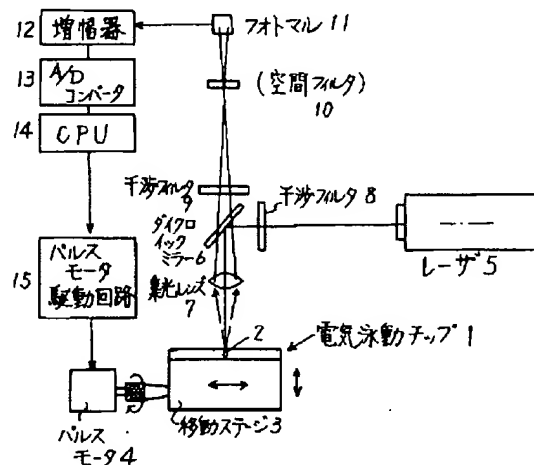 12 増幅器
フォトマル 11
13 A/D
コンバータ
(空間フィルタ)
10
14 CPU
干渉フィルタ
9
干渉フィルタ 8
ダイクロ
イック
ミラー6
レーザ 5
15 パルス
モータ
駆動回路
集光レンズ
7
2
電気泳動チップ 1
移動ステージ3
パルス
モータ4